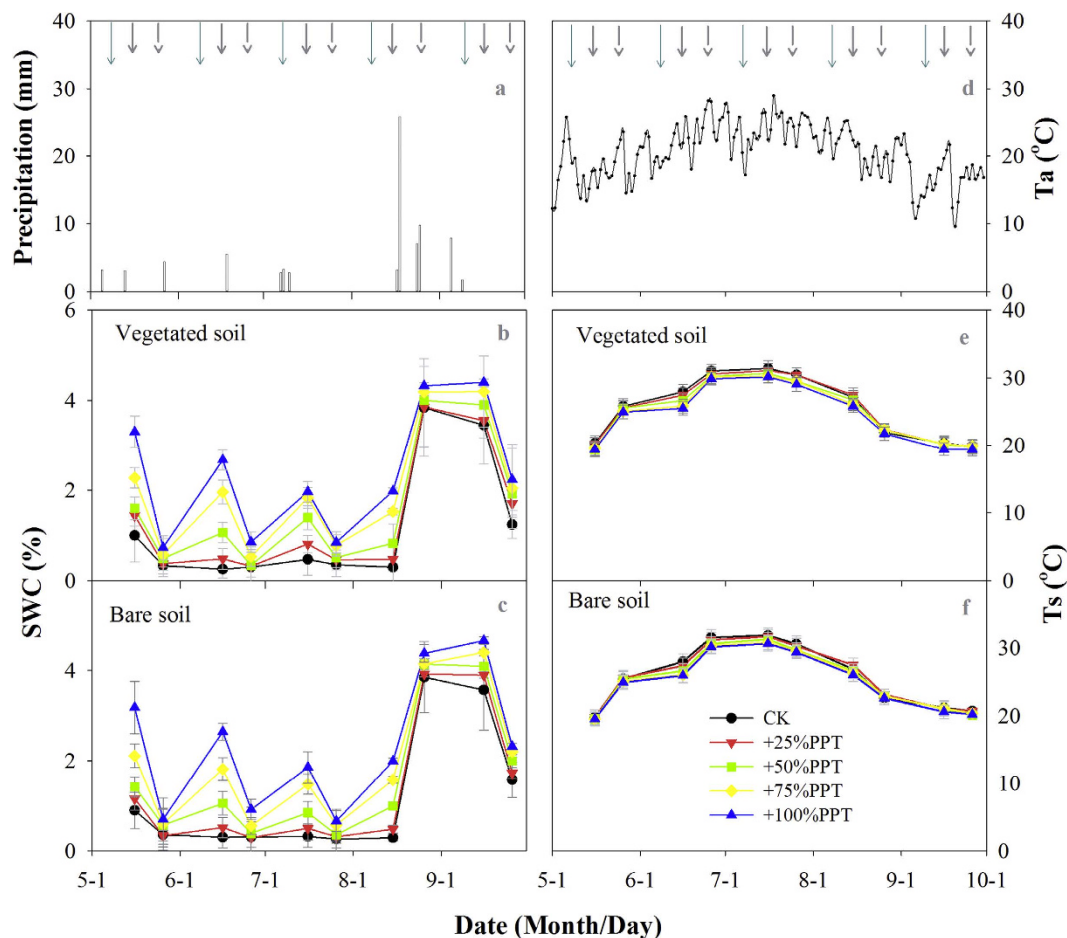 40
30
20
10
0
Precipitation (mm)
a
d
40
30
20
10
0
Ta (°C)
6
4
2
0
Vegetated soil
b
Vegetated soil
e
40
30
20
10
0
SWC (%)
Ts (°C)
Bare soil
c
Bare soil
f
4
2
0
30
20
10
0
CK
+25%PPT
+50%PPT
+75%PPT
+100%PPT
5-1 6-1 7-1 8-1 9-1 5-1 6-1 7-1 8-1 9-1 10-1
Date (Month/Day)